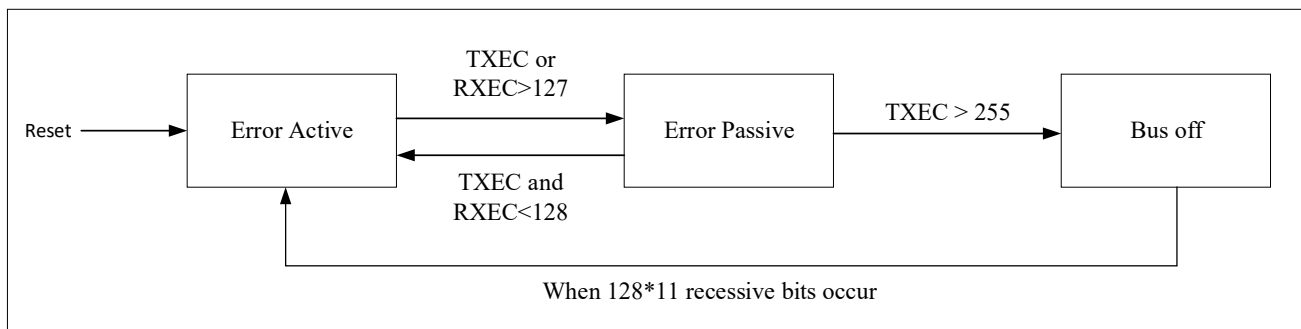 Reset
Error Active
TXEC or
RXEC>127
TXEC and
RXEC<128
Error Passive
TXEC > 255
Bus off
When 128*11 recessive bits occur